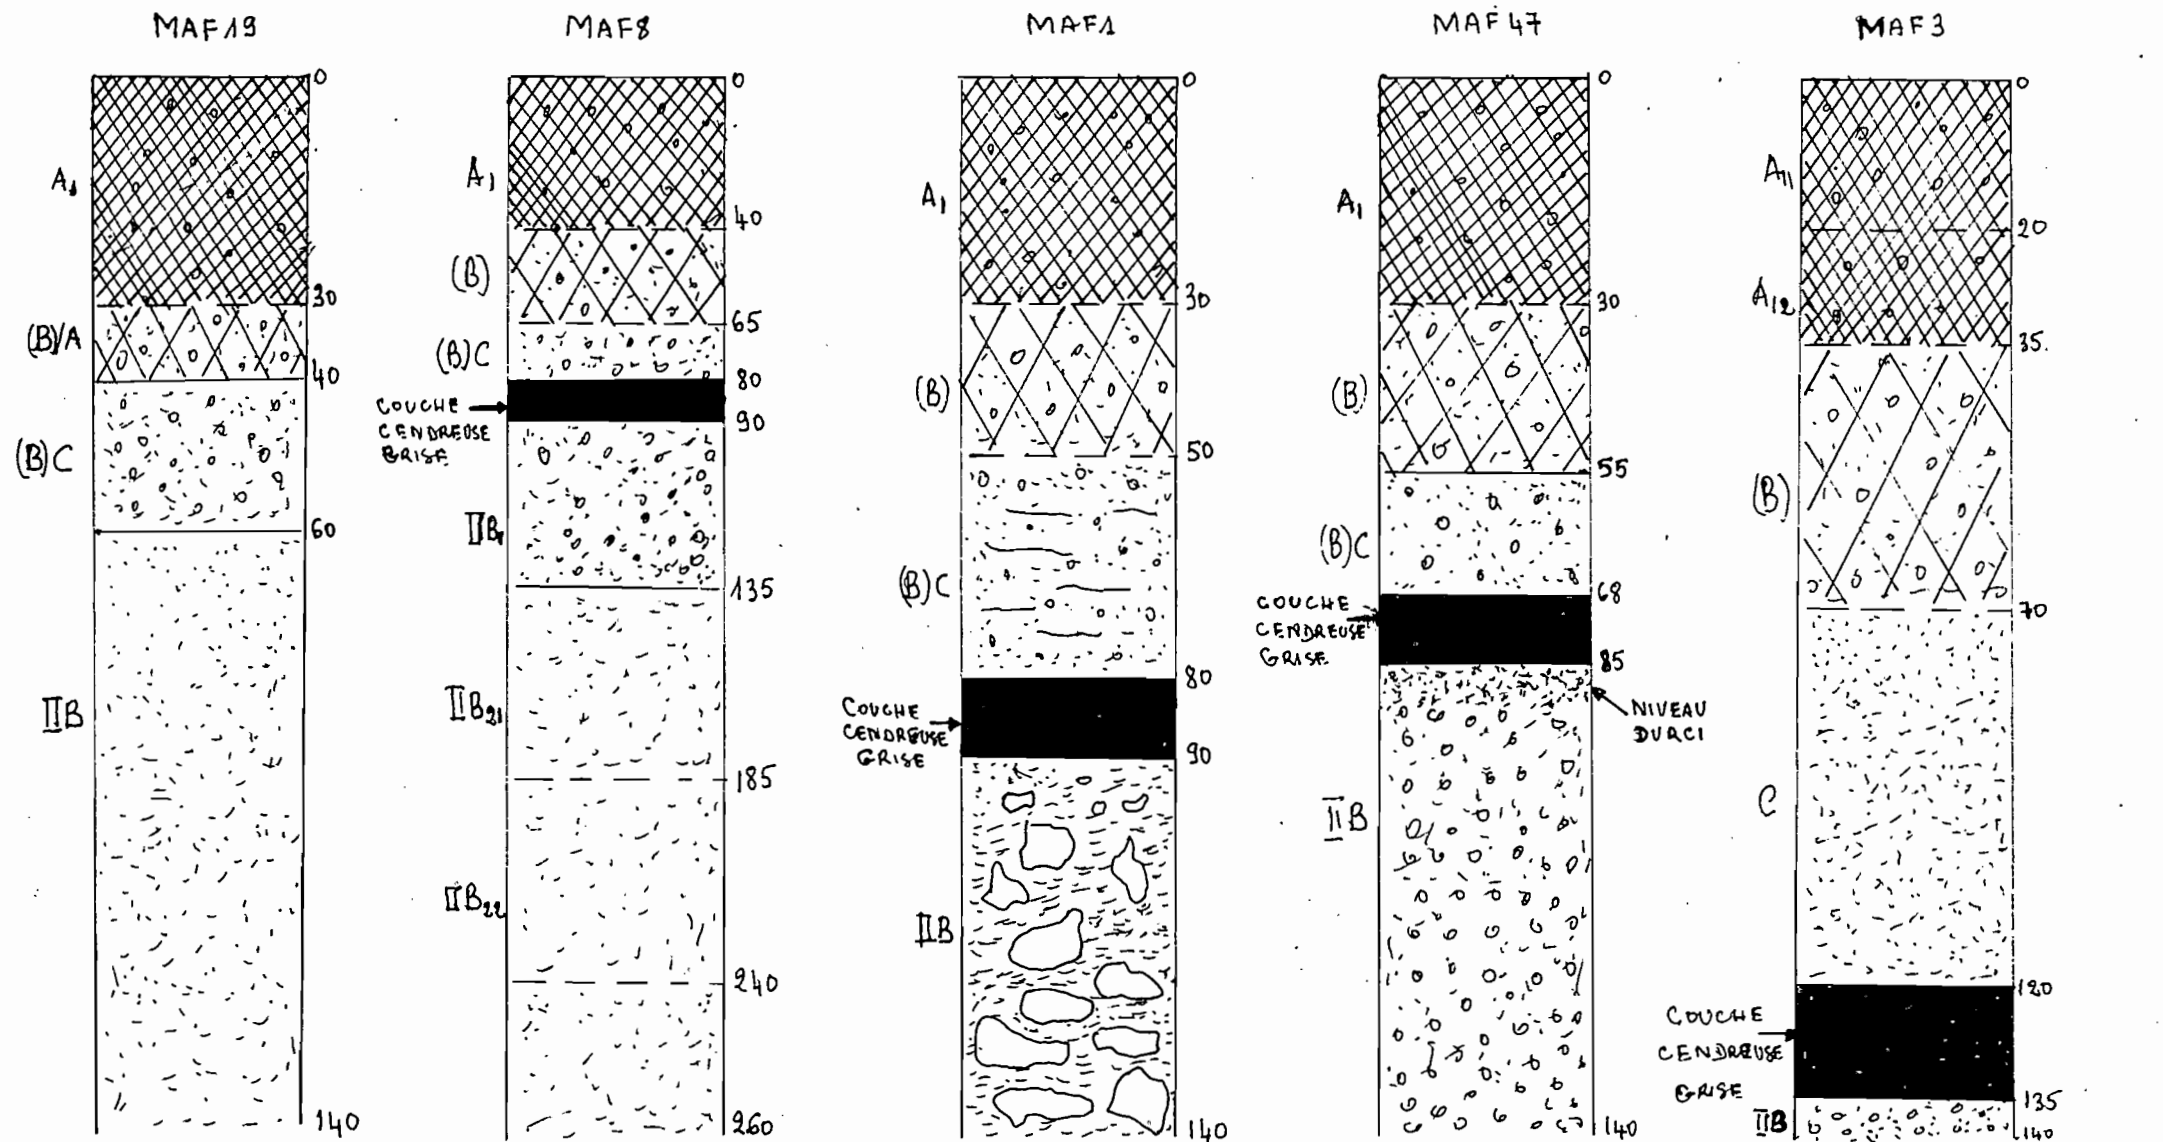 MAF19
0
A1
30
(B)/A
40
(B)C
60
IIB
140
MAF8
0
A1
40
(B)
65
(B)C
80
COUCHE
CENDREUSE
GRISE
90
IIB1
135
IIB21
185
IIB22
240
260
MAF1
0
A1
30
(B)
50
(B)C
80
COUCHE
CENDREUSE
GRISE
90
IIB
140
MAF47
0
A1
30
(B)
55
(B)C
68
COUCHE
CENDREUSE
GRISE
85
NIVEAU
DURCI
IIB
140
MAF3
0
A11
20
A12
35
(B)
70
C
120
COUCHE
CENDREUSE
GRISE
135
IIB
140